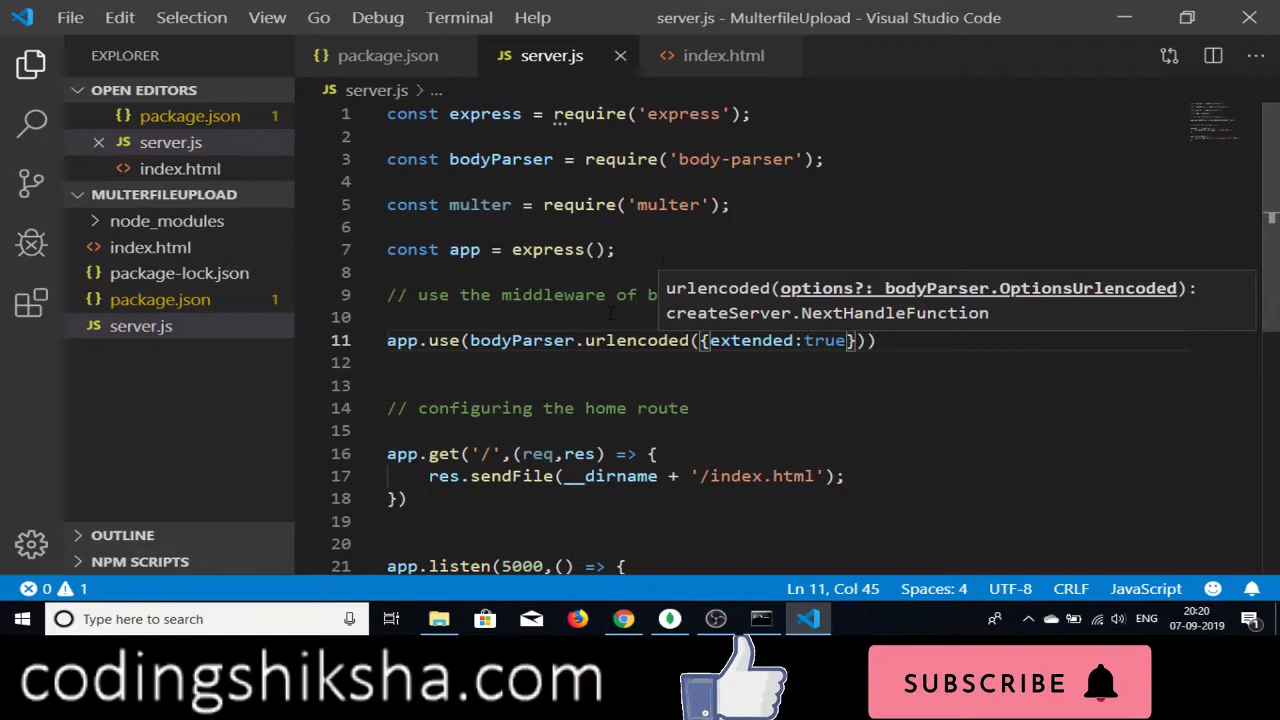 File Edit Selection View Go Debug Terminal Help server.js - MulterfileUpload - Visual Studio Code
EXPLORER
{} package.json JS server.js <> index.html
OPEN EDITORS
{} package.json 1
JS server.js
<> index.html
MULTERFILEUPLOAD
node_modules
<> index.html
{} package-lock.json
{} package.json 1
JS server.js
OUTLINE
NPM SCRIPTS
JS server.js > ...
1 const express = require('express');
2
3 const bodyParser = require('body-parser');
4
5 const multer = require('multer');
6
7 const app = express();
8
9 // use the middleware of b
urlencoded(options?: bodyParser.OptionsUrlencoded):
createServer.NextHandleFunction
10
11 app.use(bodyParser.urlencoded({extended:true}))
12
13
14 // configuring the home route
15
16 app.get('/',(req,res) => {
17 res.sendFile(__dirname + '/index.html');
18 })
19
20
21 app.listen(5000,() => {
0 1 Ln 11, Col 45 Spaces: 4 UTF-8 CRLF JavaScript
Type here to search
ENG
20:20
07-09-2019
1
codingshiksha.com
SUBSCRIBE